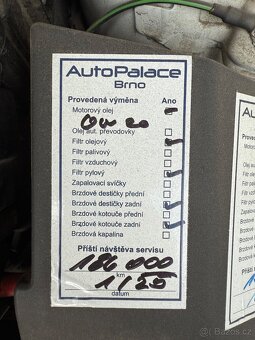 AutoPalace
Brno
Provedená výměna Ano
Motorový olej
0W 20
Olej aut. převodovky
Filtr olejový
Filtr palivový
Filtr vzduchový
Filtr pylový
Zapalovací svíčky
Brzdové destičky přední
Brzdové destičky zadní
Brzdové kotouče přední
Brzdové kotouče zadní
Brzdová kapalina
Příští návštěva servisu
186 000
km
datum